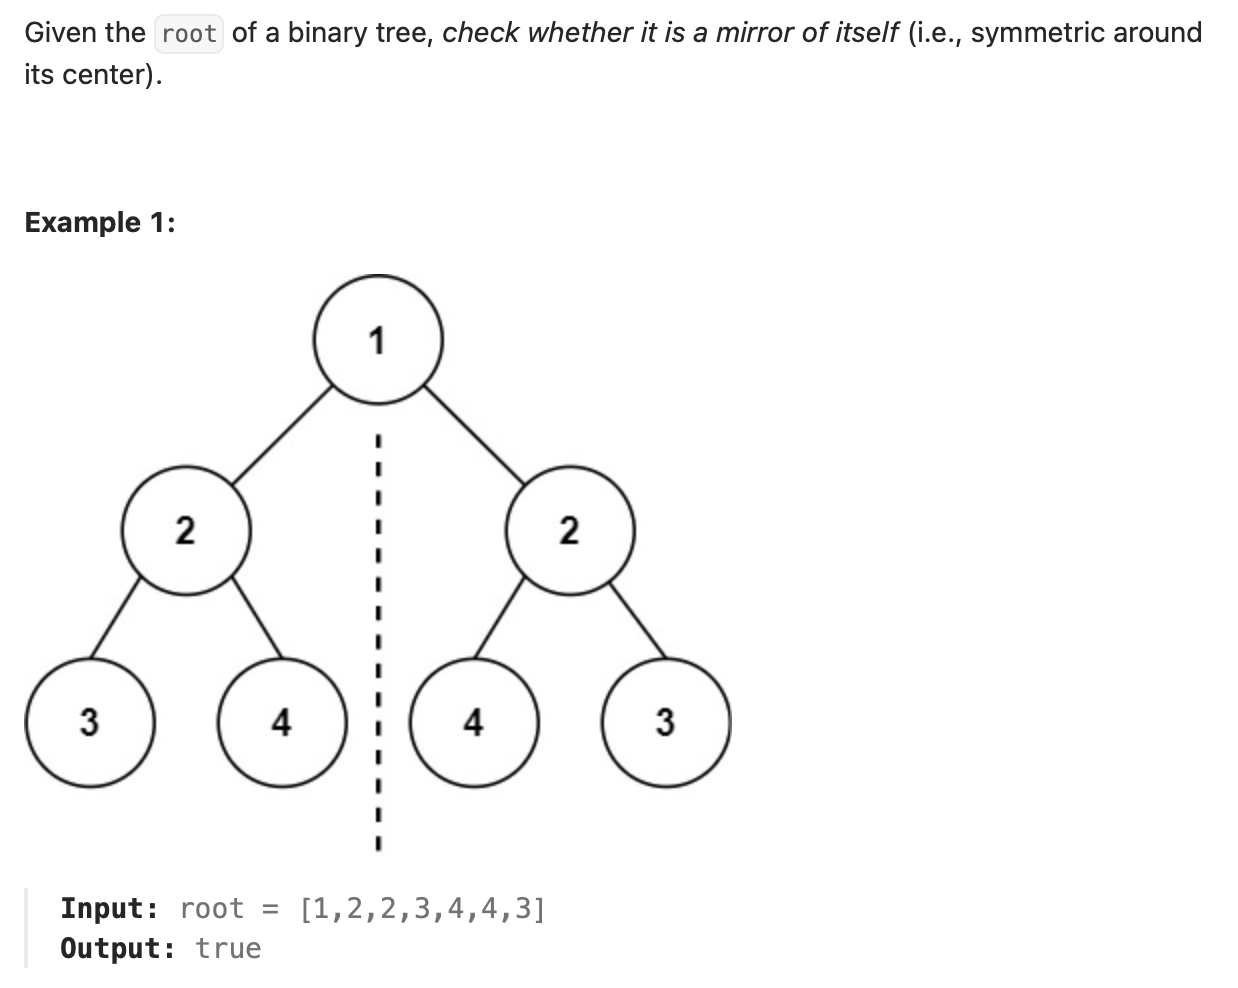 Given the root of a binary tree, check whether it is a mirror of itself (i.e., symmetric around
its center).
Example 1:
1
2 2
3 4 4 3
Input: root = [1,2,2,3,4,4,3]
Output: true